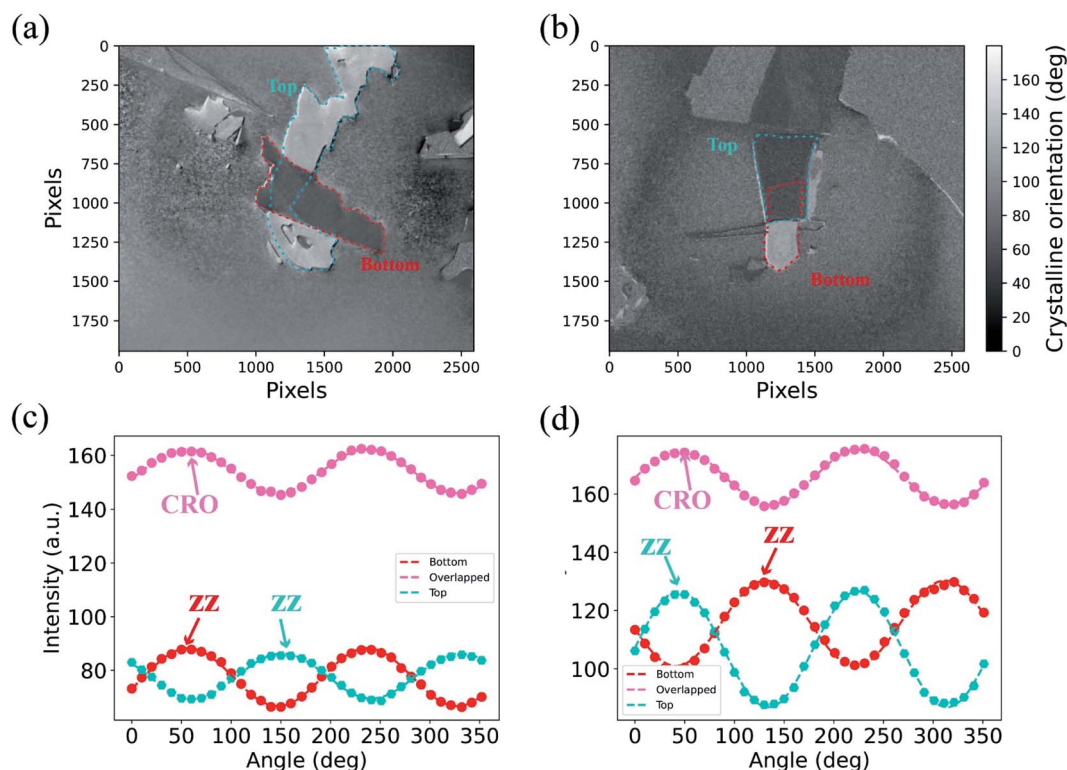 (a)
(b)
0
250
500
750
1000
1250
1500
1750
Pixels
0 500 1000 1500 2000 2500
Pixels
Top
Bottom
0
250
500
750
1000
1250
1500
1750
0 500 1000 1500 2000 2500
Pixels
Top
Bottom
160
140
120
100
80
60
40
20
0
Crystalline orientation (deg)
(c)
(d)
160
140
120
100
80
Intensity (a.u.)
CRO
ZZ
ZZ
Bottom
Overlapped
Top
0 50 100 150 200 250 300 350
Angle (deg)
160
140
120
100
CRO
ZZ
ZZ
Bottom
Overlapped
Top
0 50 100 150 200 250 300 350
Angle (deg)